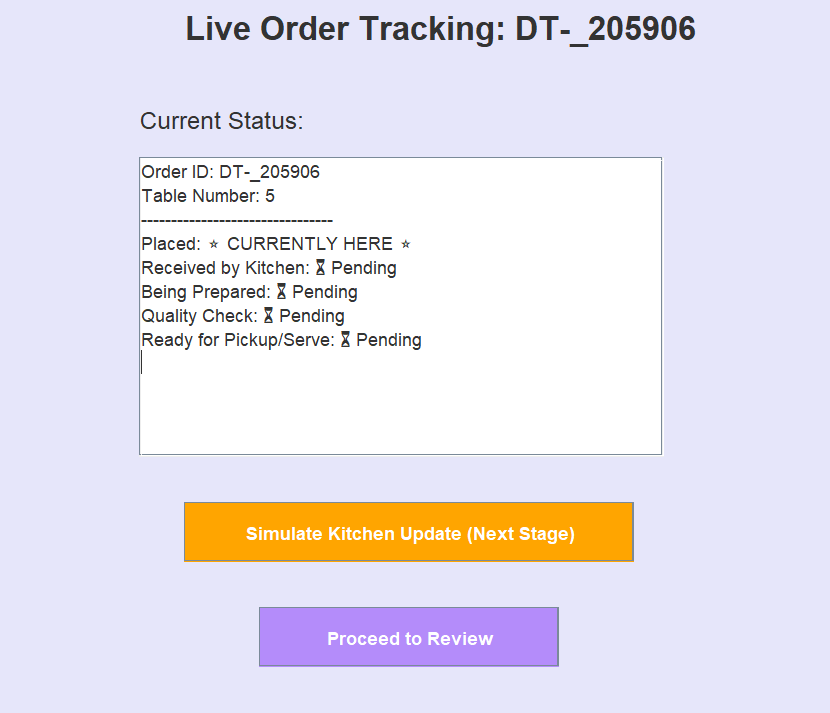 Live Order Tracking: DT-_205906
Current Status:
Order ID: DT-_205906
Table Number: 5
--------------------------------
Placed: ⭐ CURRENTLY HERE ⭐
Received by Kitchen: ⏳ Pending
Being Prepared: ⏳ Pending
Quality Check: ⏳ Pending
Ready for Pickup/Serve: ⏳ Pending
Simulate Kitchen Update (Next Stage)
Proceed to Review